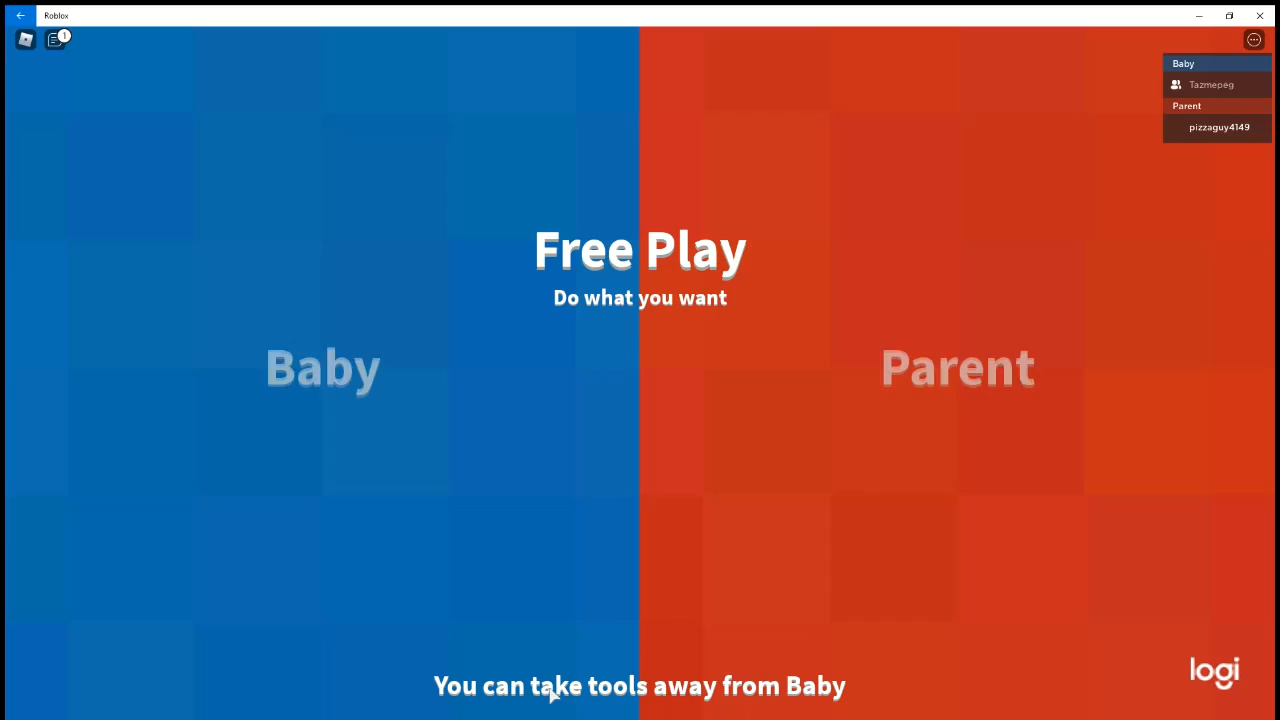 Roblox
1
Baby
Tazmepeg
Parent
pizzaguy4149
Free Play
Do what you want
Baby
Parent
You can take tools away from Baby
logi